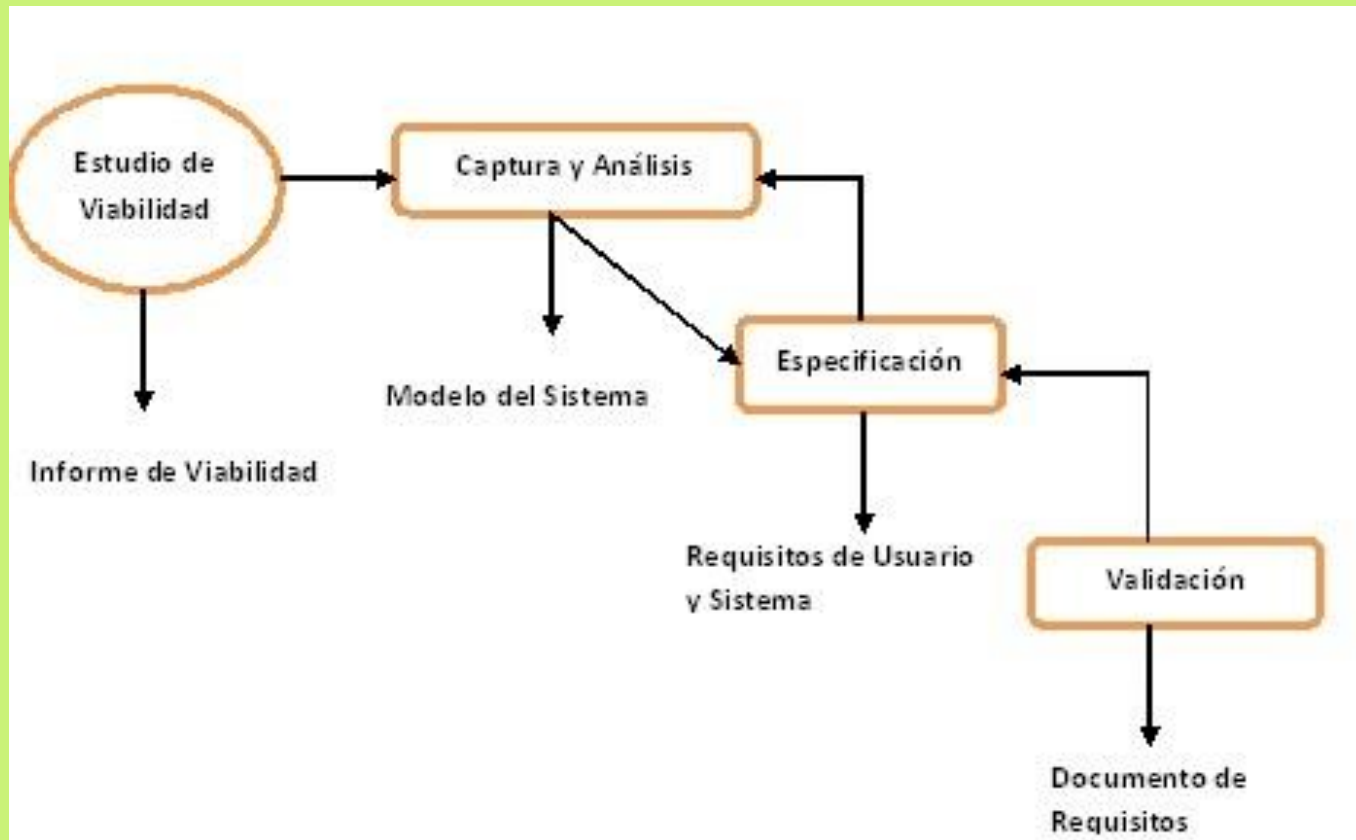 Estudio de
Viabilidad
Captura y Análisis
Especificación
Modelo del Sistema
Informe de Viabilidad
Requisitos de Usuario
y Sistema
Validación
Documento de
Requisitos